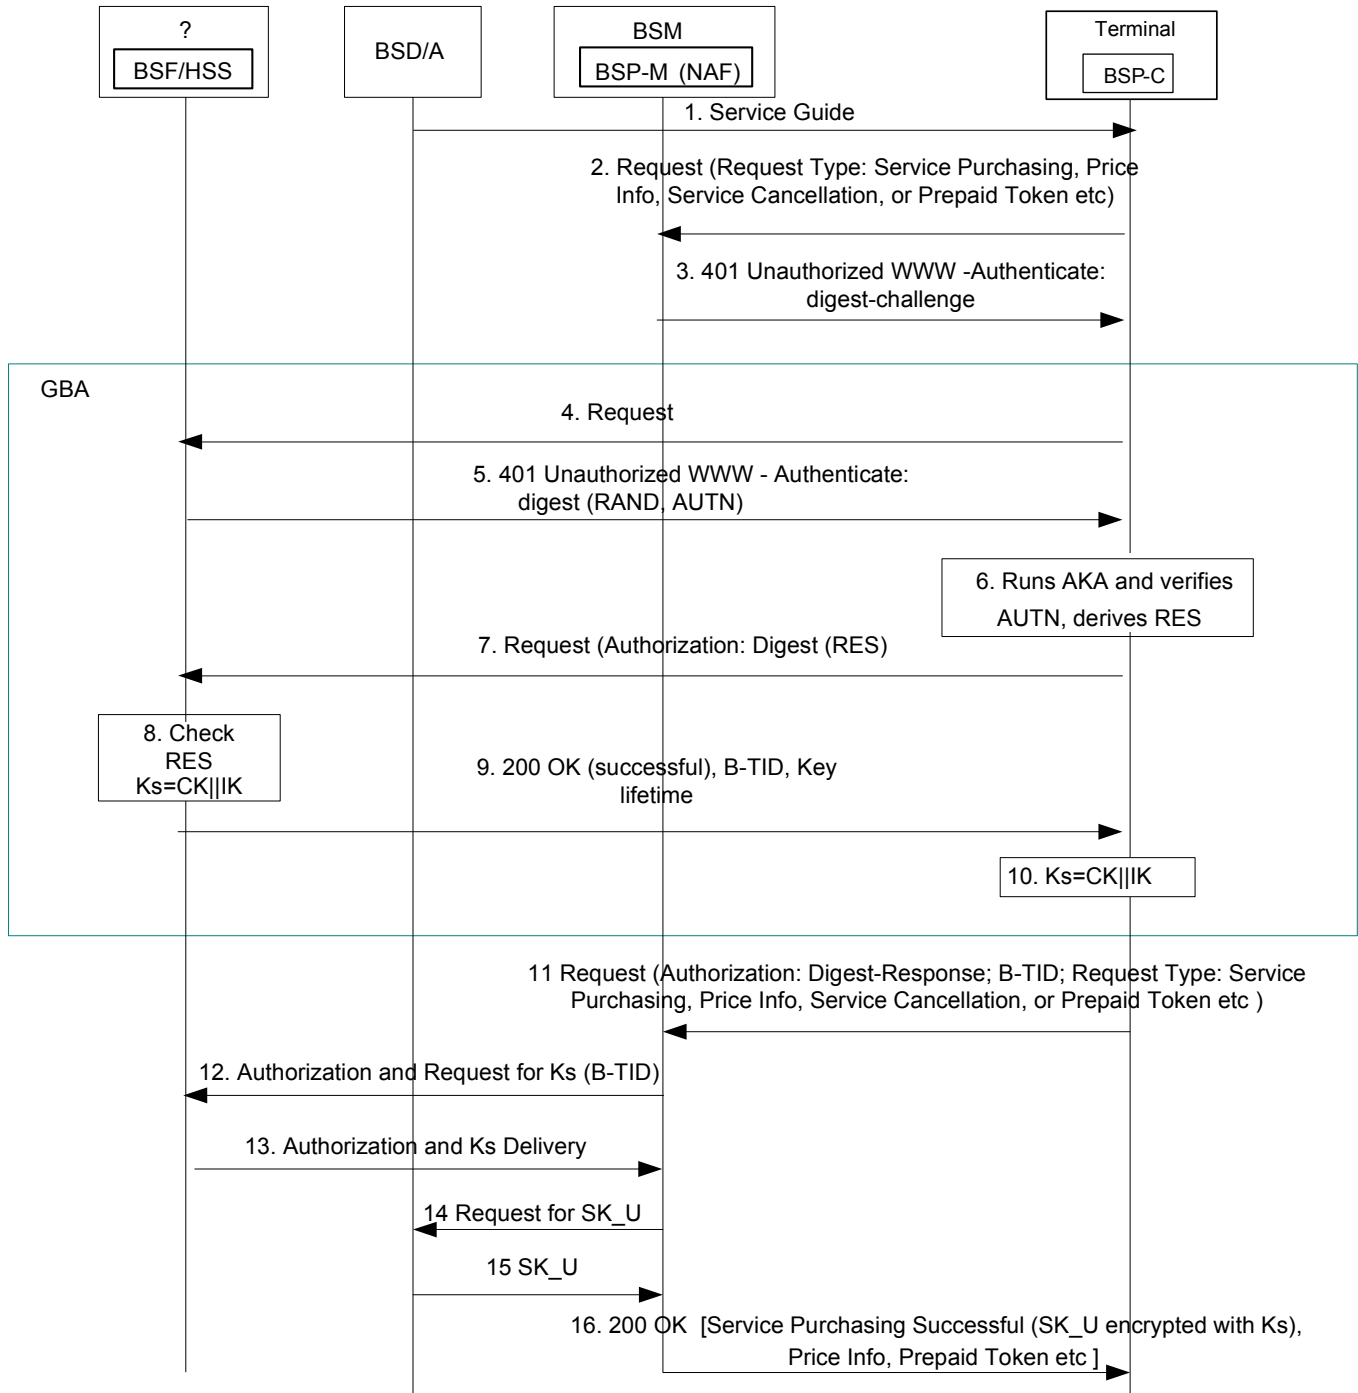 ?
BSF/HSS
BSD/A
BSM
BSP-M (NAF)
Terminal
BSP-C
1. Service Guide
2. Request (Request Type: Service Purchasing, Price
Info, Service Cancellation, or Prepaid Token etc)
3. 401 Unauthorized WWW -Authenticate:
digest-challenge
GBA
4. Request
5. 401 Unauthorized WWW - Authenticate:
digest (RAND, AUTN)
6. Runs AKA and verifies
AUTN, derives RES
7. Request (Authorization: Digest (RES)
8. Check
RES
Ks=CK||IK
9. 200 OK (successful), B-TID, Key
lifetime
10. Ks=CK||IK
11 Request (Authorization: Digest-Response; B-TID; Request Type: Service
Purchasing, Price Info, Service Cancellation, or Prepaid Token etc )
12. Authorization and Request for Ks (B-TID)
13. Authorization and Ks Delivery
14 Request for SK_U
15 SK_U
16. 200 OK [Service Purchasing Successful (SK_U encrypted with Ks),
Price Info, Prepaid Token etc ]